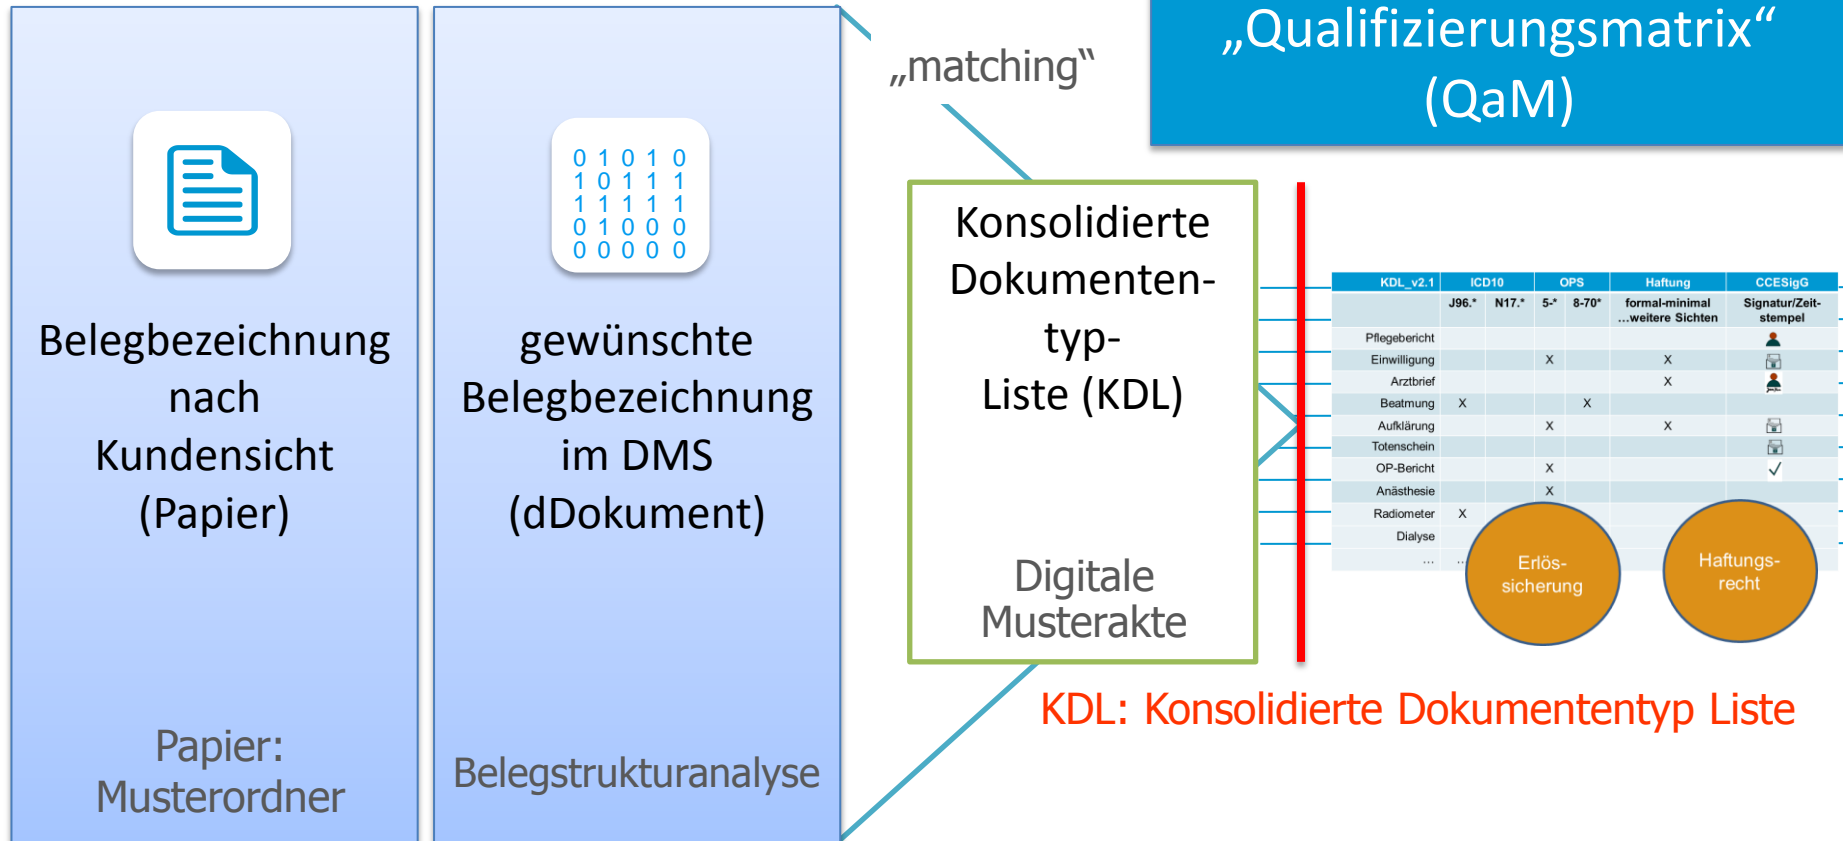 „Qualifizierungsmatrix“
(QaM)
„matching“
0 1 0 1 0
1 0 1 1 1
1 1 1 1 1
0 1 0 0 0
0 0 0 0 0
Belegbezeichnung
nach
Kundensicht
(Papier)
Papier:
Musterordner
gewünschte
Belegbezeichnung
im DMS
(dDokument)
Belegstrukturanalyse
Konsolidierte
Dokumenten-
typ-
Liste (KDL)
Digitale
Musterakte
KDL_v2.1 ICD10 OPS Haftung CCESigG
J96.* N17.* 5-* 8-70* formal-minimal Signatur/Zeit-
...weitere Sichten stempel
Pflegebericht
Einwilligung X X
Arztbrief X
Beatmung X X
Aufklärung X X
Totenschein
OP-Bericht X
Anästhesie X
Radiometer X
Dialyse
... ...
Erlös-
sicherung
Haftungs-
recht
KDL: Konsolidierte Dokumententyp Liste